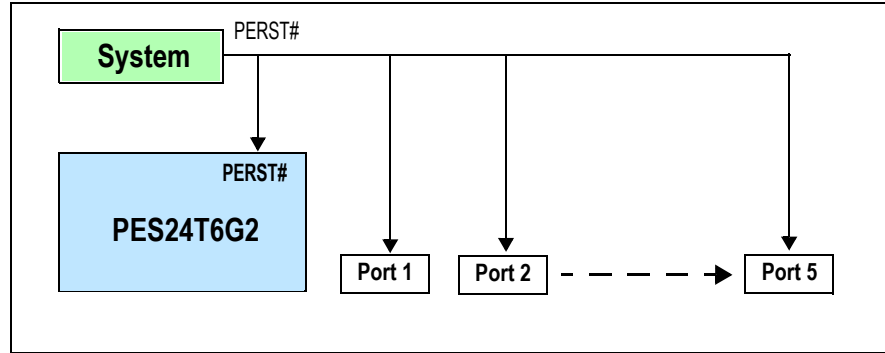 PERST#
System
PERST#
PES24T6G2
Port 1
Port 2
Port 5